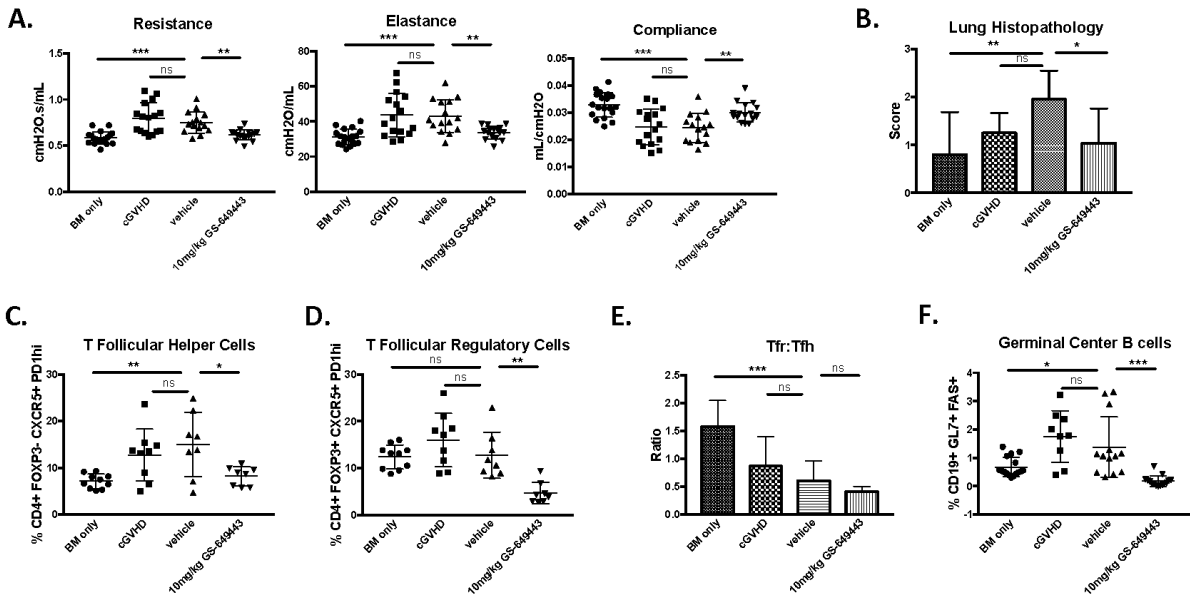 A.
Resistance
***
**
ns
cmH2O.s/mL
1.5
1.0
0.5
0.0
BM only
cGVHD
vehicle
10mg/kg GS-649443
Elastance
***
**
ns
cmH2O/mL
80
60
40
20
0
BM only
cGVHD
vehicle
10mg/kg GS-649443
Compliance
***
**
ns
mL/cmH2O
0.05
0.04
0.03
0.02
0.01
0.00
BM only
cGVHD
vehicle
10mg/kg GS-649443
B.
Lung Histopathology
**
*
ns
Score
3
2
1
0
BM only
cGVHD
vehicle
10mg/kg GS-649443
C.
T Follicular Helper Cells
**
*
ns
% CD4+ FOXP3- CXCR5+ PD1hi
30
20
10
0
BM only
cGVHD
vehicle
10mg/kg GS-649443
D.
T Follicular Regulatory Cells
ns
**
ns
% CD4+ FOXP3+ CXCR5+ PD1hi
30
20
10
0
BM only
cGVHD
vehicle
10mg/kg GS-649443
E.
Tfr:Tfh
***
ns
ns
Ratio
2.5
2.0
1.5
1.0
0.5
0.0
BM only
cGVHD
vehicle
10mg/kg GS-649443
F.
Germinal Center B cells
*
***
ns
% CD19+ GL7+ FAS+
4
3
2
1
0
-1
BM only
cGVHD
vehicle
10mg/kg GS-649443